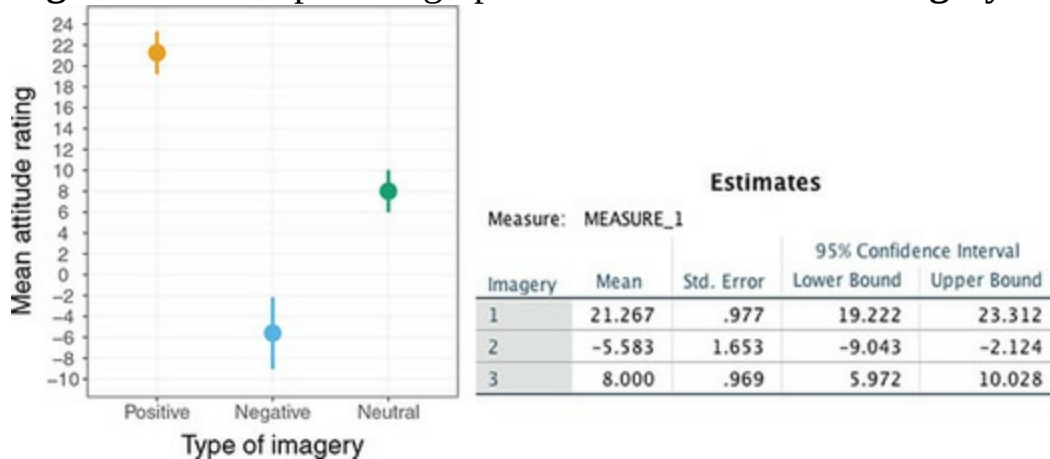 24
22
20
18
16
14
12
10
8
6
4
2
0
−2
−4
−6
−8
−10
Mean attitude rating
Positive Negative Neutral
Type of imagery
Estimates
Measure: MEASURE_1
95% Confidence Interval
Imagery Mean Std. Error Lower Bound Upper Bound
1 21.267 .977 19.222 23.312
2 -5.583 1.653 -9.043 -2.124
3 8.000 .969 5.972 10.028